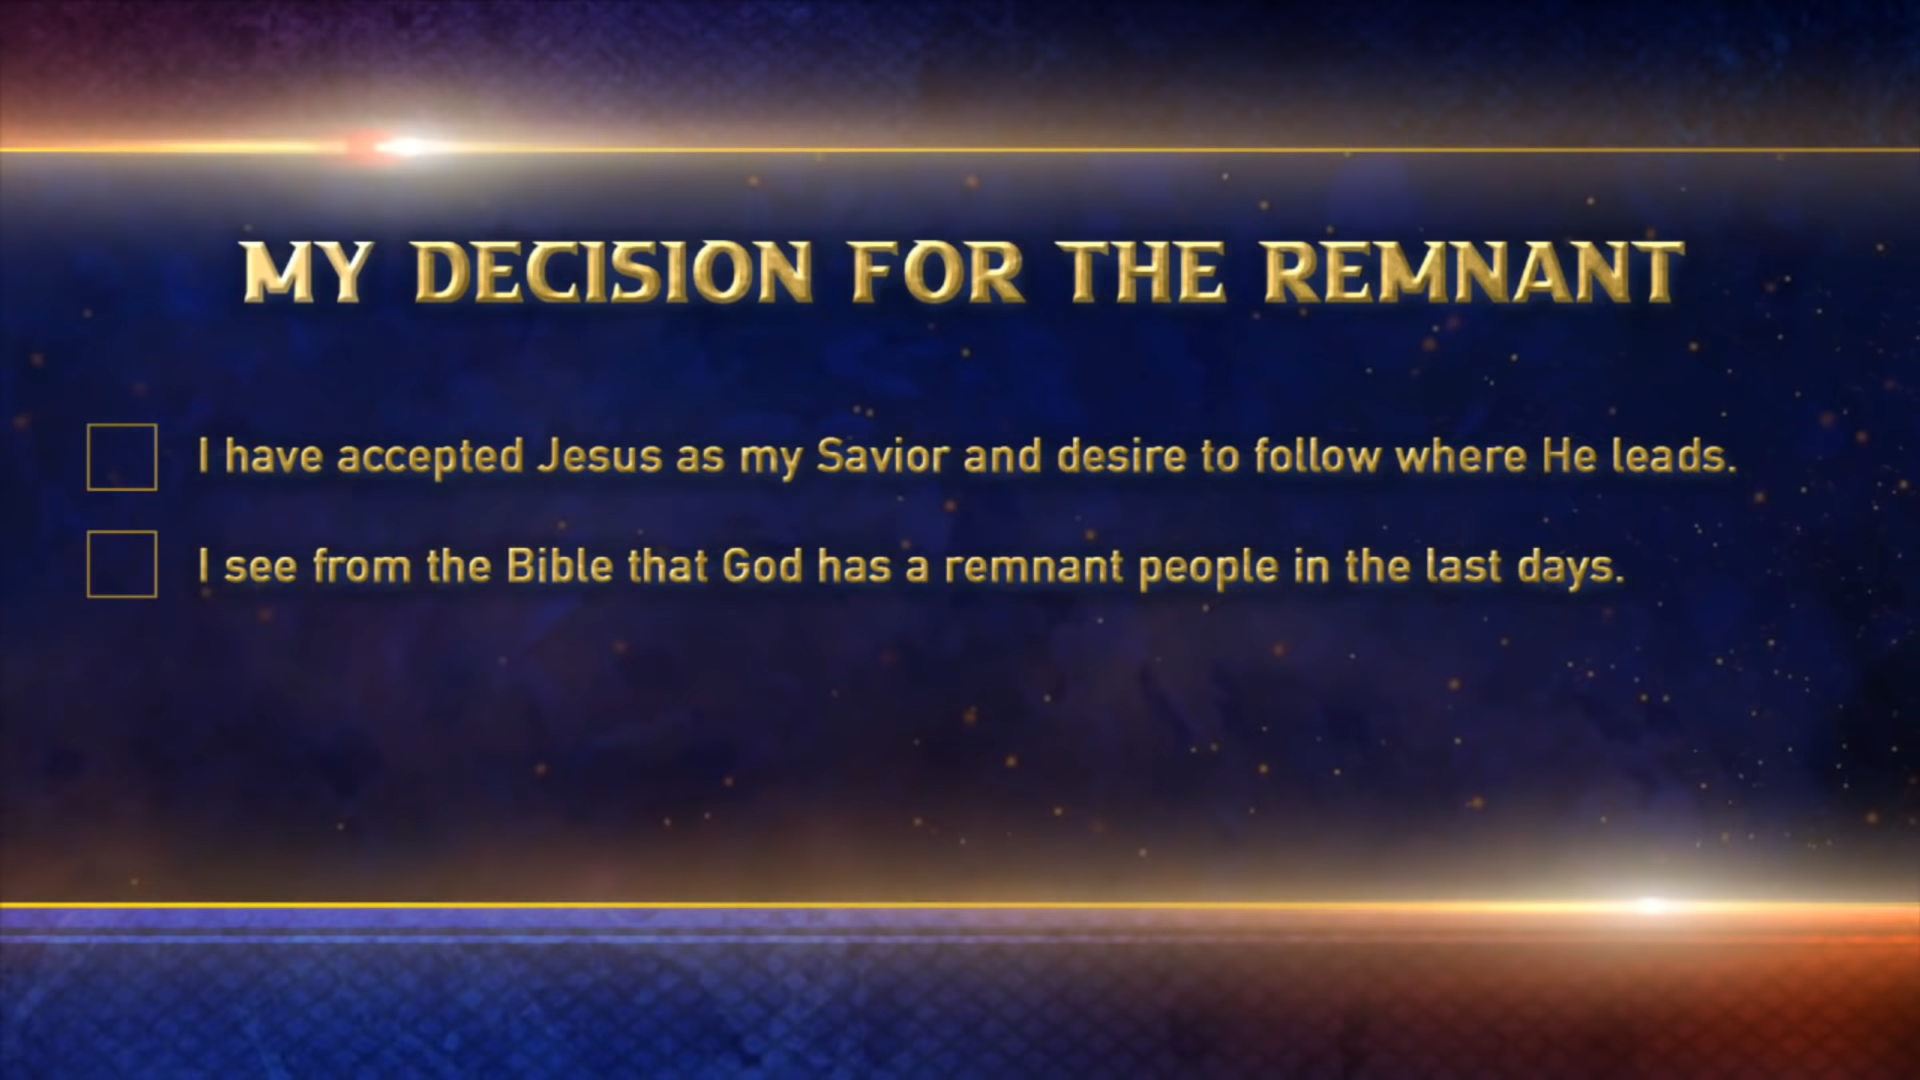 MY DECISION FOR THE REMNANT
I have accepted Jesus as my Savior and desire to follow where He leads.
I see from the Bible that God has a remnant people in the last days.